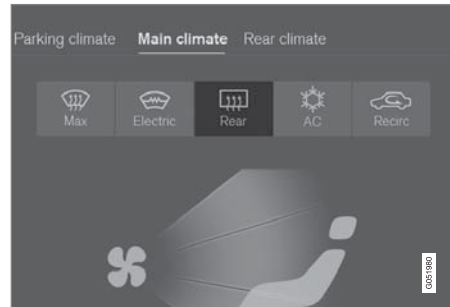 Parking climate Main climate Rear climate
Max Electric Rear AC Recirc
G051980